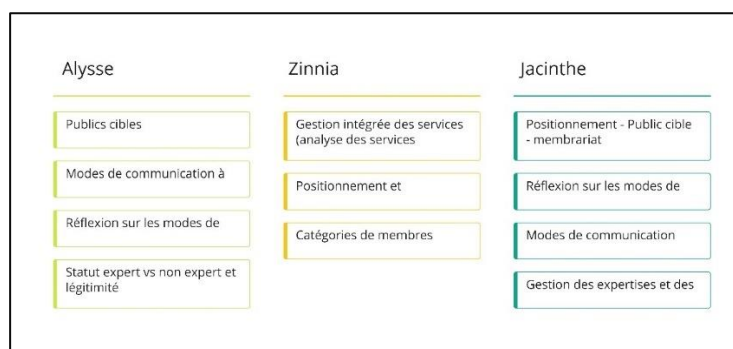 Alysse
Publics cibles
Modes de communication à
Réflexion sur les modes de
Statut expert vs non expert et
légitimité
Zinnia
Gestion intégrée des services
(analyse des services
Positionnement et
Catégories de membres
Jacinthe
Positionnement - Public cible
- membrariat
Réflexion sur les modes de
Modes de communication
Gestion des expertises et des